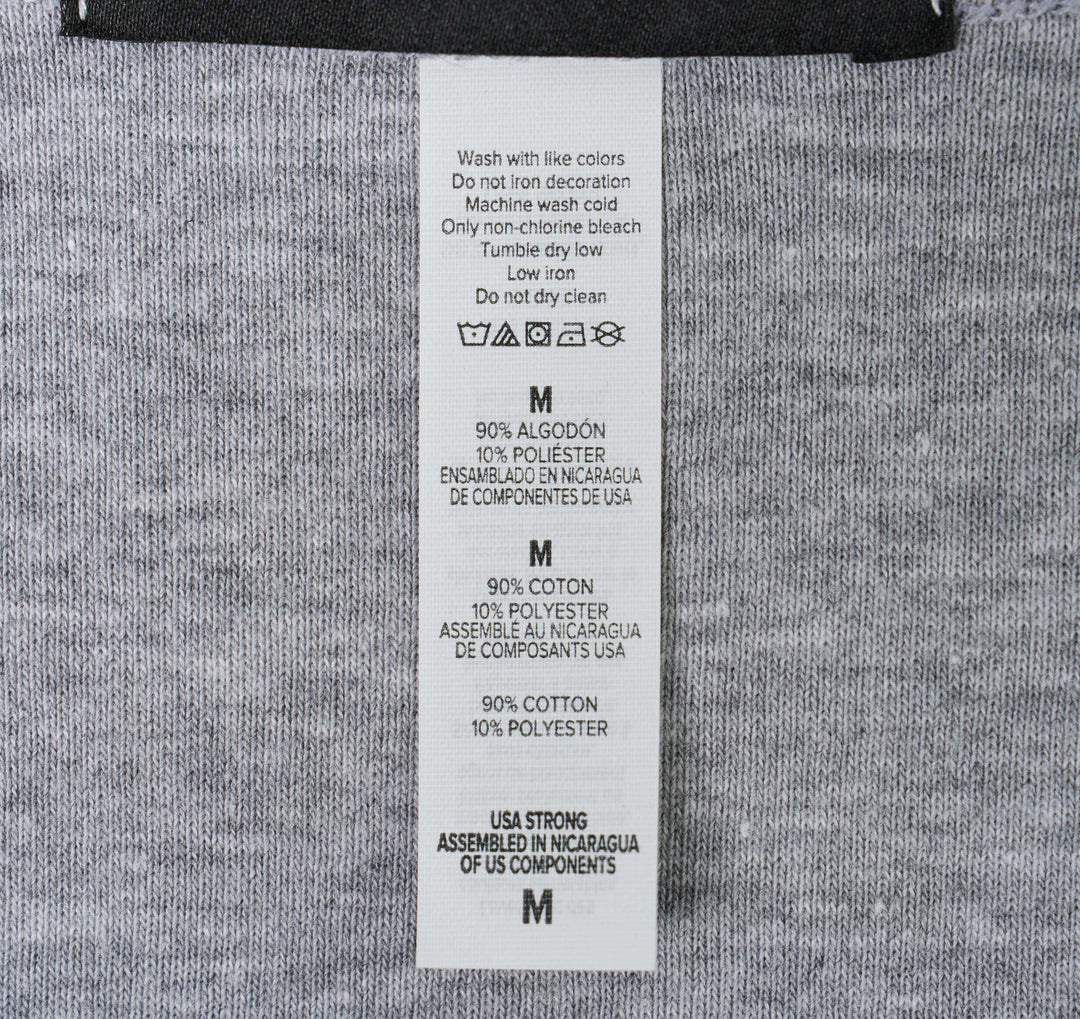 Wash with like colors
Do not iron decoration
Machine wash cold
Only non-chlorine bleach
Tumble dry low
Low iron
Do not dry clean
M
90% ALGODÓN
10% POLIÉSTER
ENSAMBLADO EN NICARAGUA
DE COMPONENTES DE USA
M
90% COTON
10% POLYESTER
ASSEMBLÉ AU NICARAGUA
DE COMPOSANTS USA
90% COTTON
10% POLYESTER
USA STRONG
ASSEMBLED IN NICARAGUA
OF US COMPONENTS
M